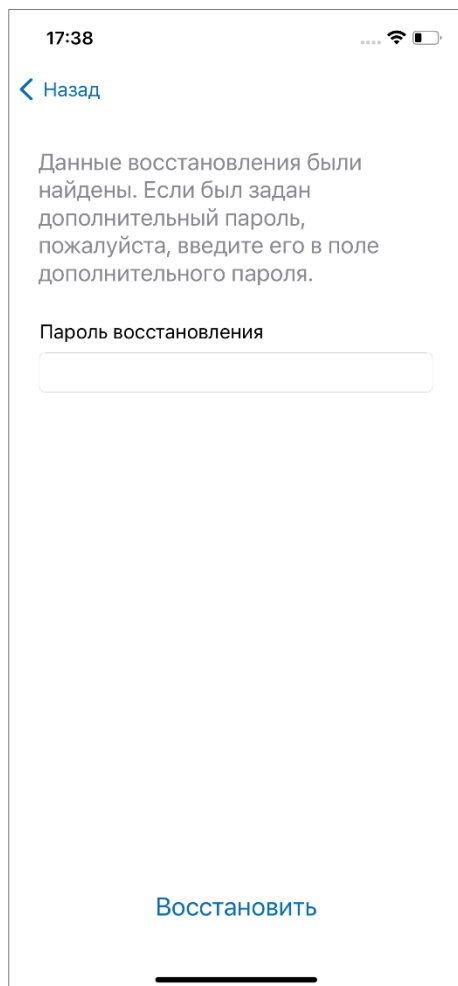 17:38
Назад
Данные восстановления были
найдены. Если был задан
дополнительный пароль,
пожалуйста, введите его в поле
дополнительного пароля.
Пароль восстановления
Восстановить